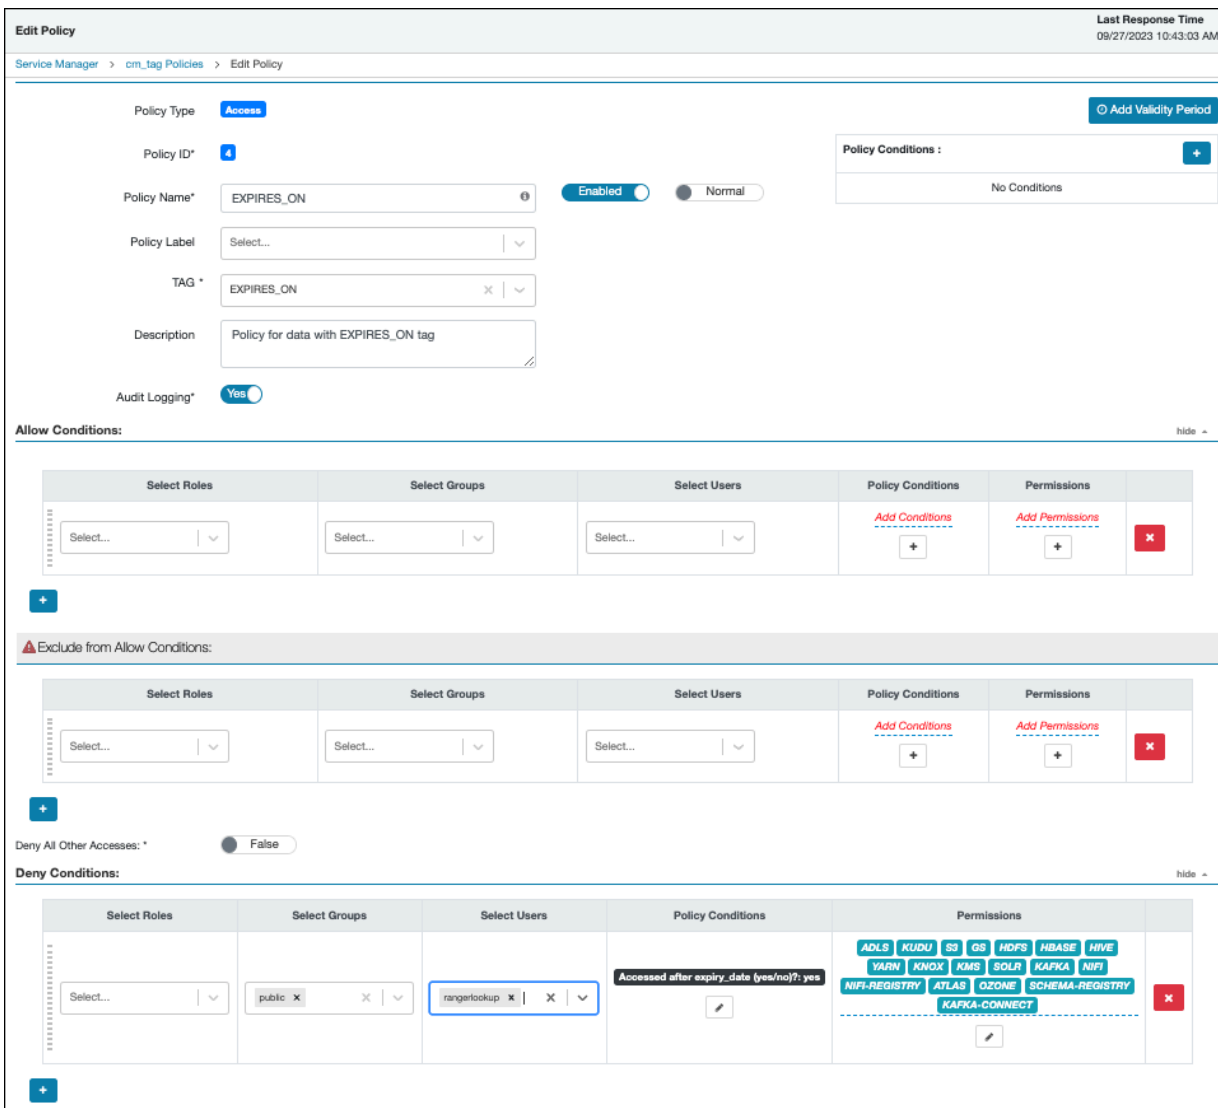 Edit Policy
Last Response Time
09/27/2023 10:43:03 AM
Service Manager > cm_tag Policies > Edit Policy
Policy Type Access
Add Validity Period
Policy ID* 4
Policy Conditions :
No Conditions
Policy Name* EXPIRES_ON Enabled Normal
Policy Label Select...
TAG * EXPIRES_ON
Description Policy for data with EXPIRES_ON tag
Audit Logging* Yes
Allow Conditions: hide
Select Roles Select Groups Select Users Policy Conditions Permissions
Add Conditions Add Permissions
Select... Select... Select...
Exclude from Allow Conditions:
Select Roles Select Groups Select Users Policy Conditions Permissions
Add Conditions Add Permissions
Select... Select... Select...
Deny All Other Accesses: * False
Deny Conditions: hide
Select Roles Select Groups Select Users Policy Conditions Permissions
Select... public rangerlookup Accessed after expiry_date (yes/no)?: yes
ADLS KUDU S3 GS HDFS HBASE HIVE
YARN KNOX KMS SOLR KAFKA NIFI
NIFI-REGISTRY ATLAS OZONE SCHEMA-REGISTRY
KAFKA-CONNECT